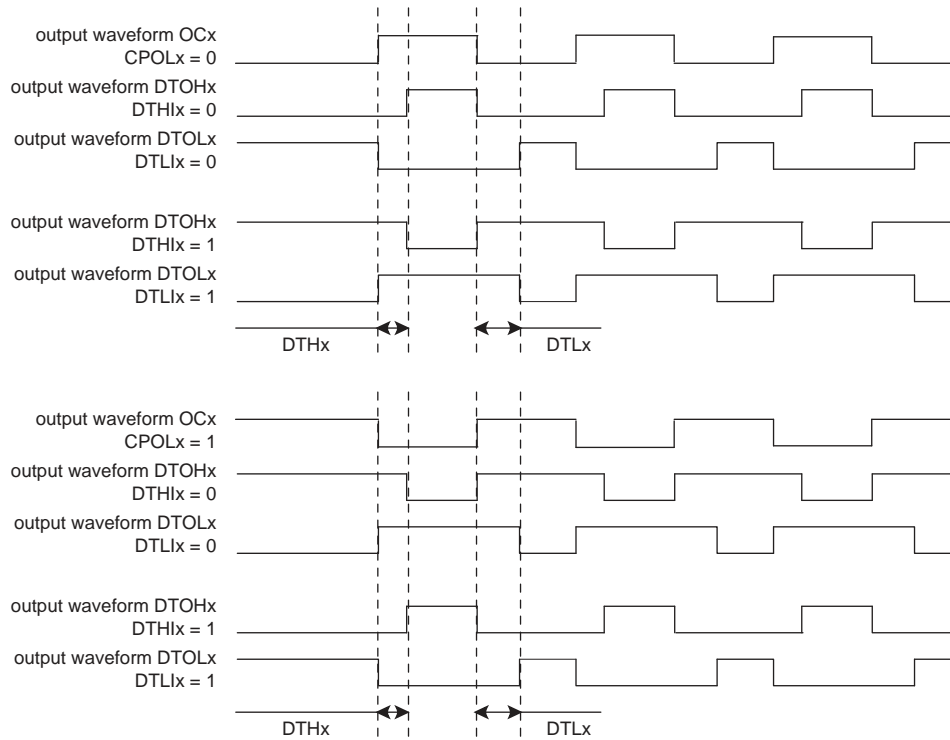 output waveform OCx
CPOLx = 0
output waveform DTOHx
DTHIx = 0
output waveform DTOLx
DTLIx = 0
output waveform DTOHx
DTHIx = 1
output waveform DTOLx
DTLIx = 1
DTHx
DTLx
output waveform OCx
CPOLx = 1
output waveform DTOHx
DTHIx = 0
output waveform DTOLx
DTLIx = 0
output waveform DTOHx
DTHIx = 1
output waveform DTOLx
DTLIx = 1
DTHx
DTLx